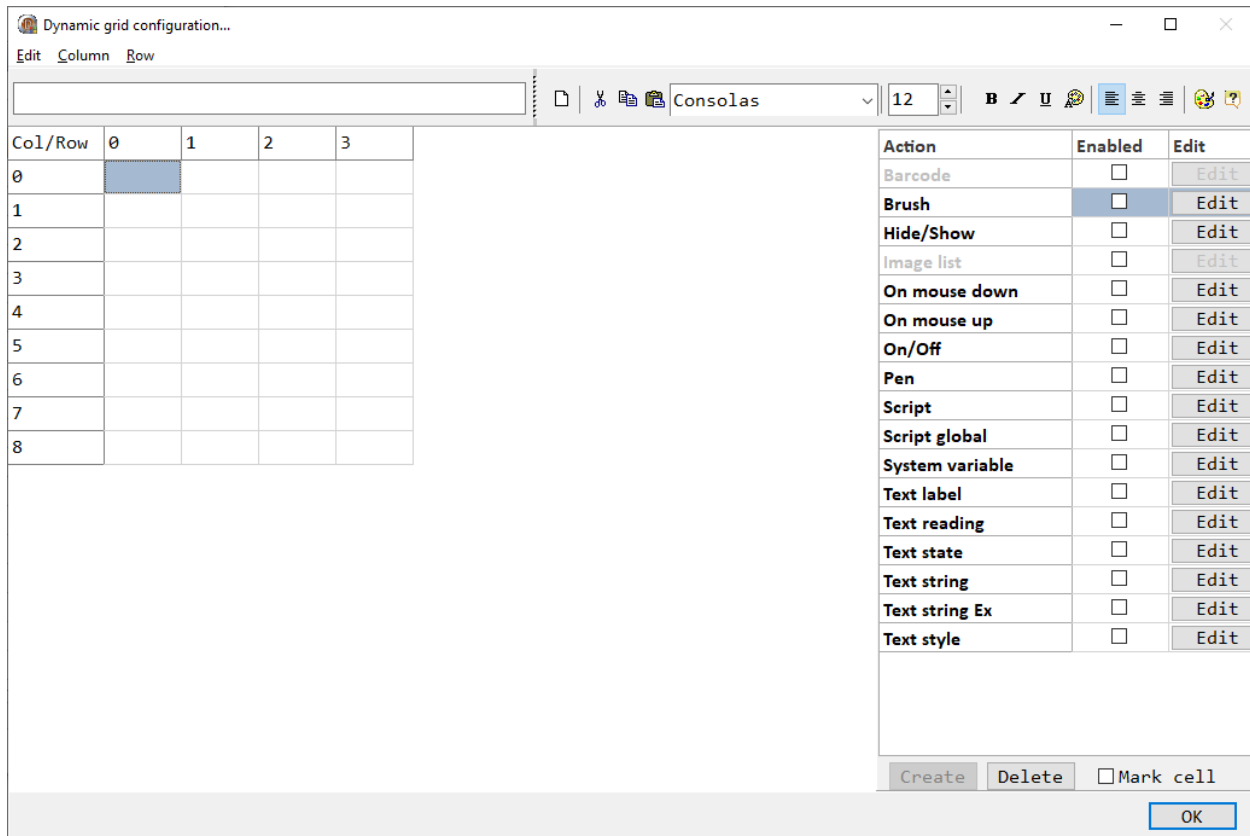 Dynamic grid configuration...
Edit Column Row
Consolas 12 B I U
Col/Row 0 1 2 3
0
1
2
3
4
5
6
7
8
Action Enabled Edit
Barcode Edit
Brush Edit
Hide/Show Edit
Image list Edit
On mouse down Edit
On mouse up Edit
On/Off Edit
Pen Edit
Script Edit
Script global Edit
System variable Edit
Text label Edit
Text reading Edit
Text state Edit
Text string Edit
Text string Ex Edit
Text style Edit
Create Delete Mark cell
OK